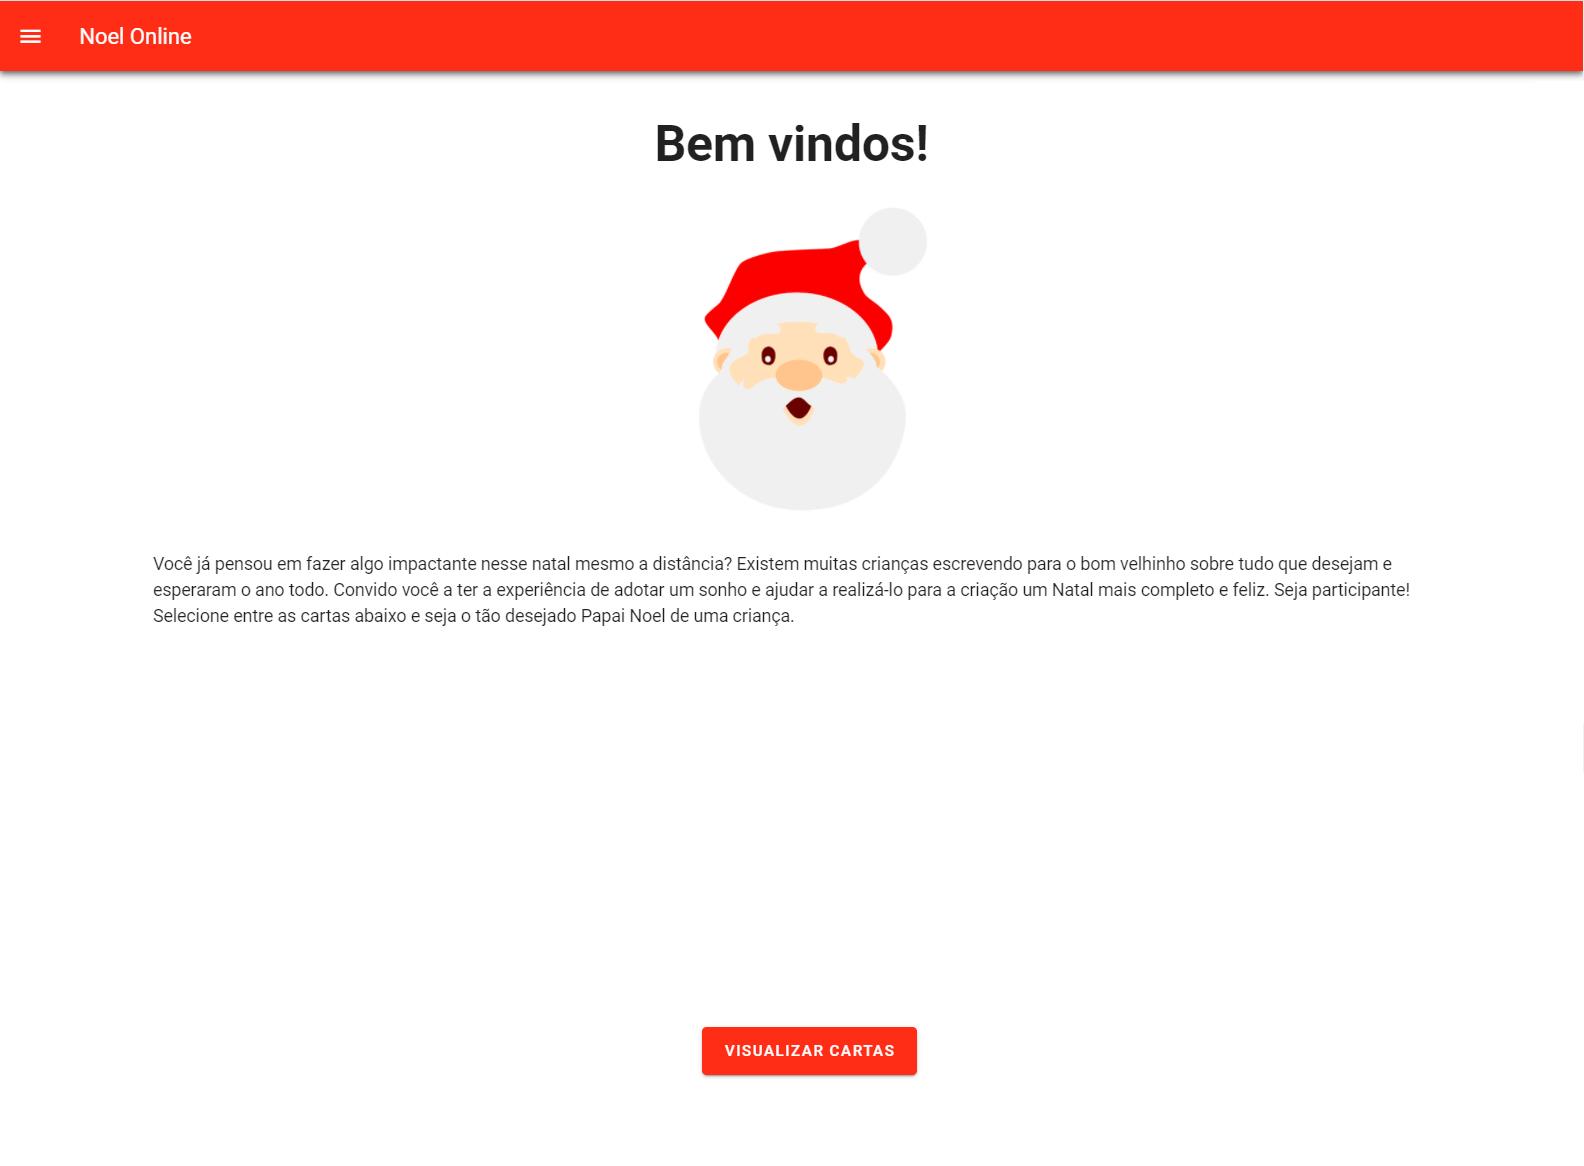 Noel Online
Bem vindos!
Você já pensou em fazer algo impactante nesse natal mesmo a distância? Existem muitas crianças escrevendo para o bom velhinho sobre tudo que desejam e
esperaram o ano todo. Convido você a ter a experiência de adotar um sonho e ajudar a realizá-lo para a criação um Natal mais completo e feliz. Seja participante!
Selecione entre as cartas abaixo e seja o tão desejado Papai Noel de uma criança.
VISUALIZAR CARTAS